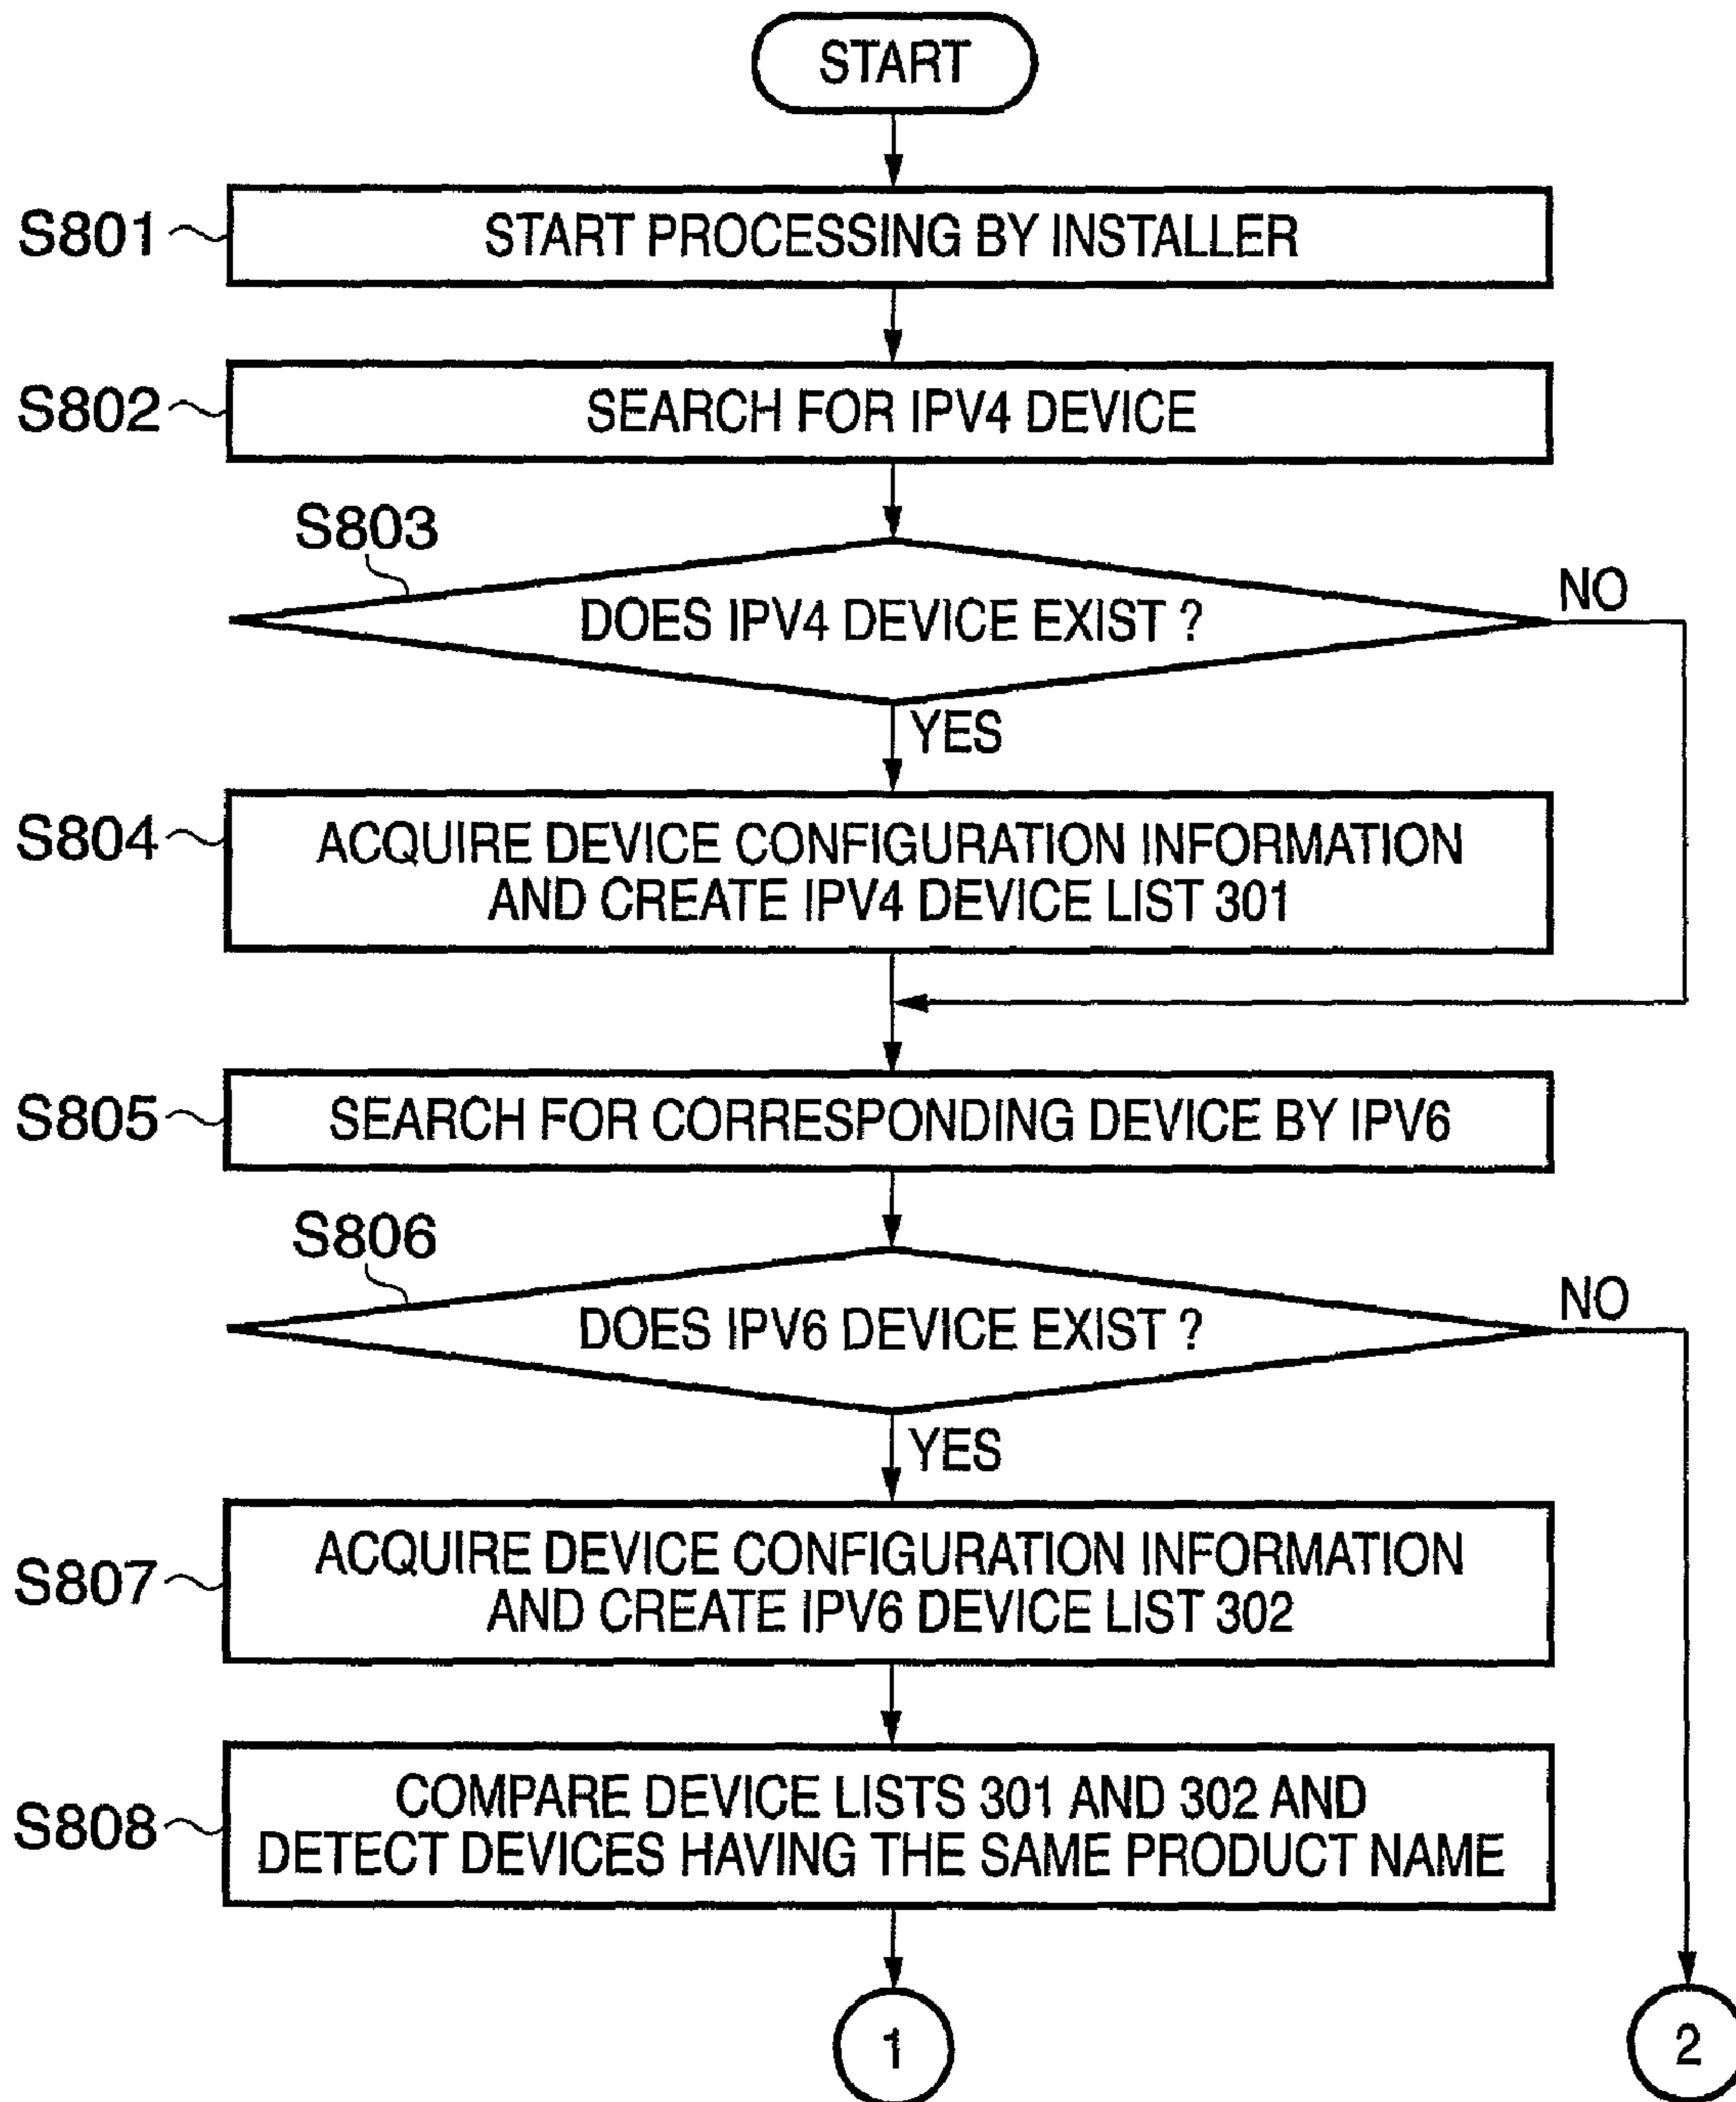 START
S801
START PROCESSING BY INSTALLER
S802
SEARCH FOR IPV4 DEVICE
S803
DOES IPV4 DEVICE EXIST ?
NO
YES
S804
ACQUIRE DEVICE CONFIGURATION INFORMATION
AND CREATE IPV4 DEVICE LIST 301
S805
SEARCH FOR CORRESPONDING DEVICE BY IPV6
S806
DOES IPV6 DEVICE EXIST ?
NO
YES
S807
ACQUIRE DEVICE CONFIGURATION INFORMATION
AND CREATE IPV6 DEVICE LIST 302
S808
COMPARE DEVICE LISTS 301 AND 302 AND
DETECT DEVICES HAVING THE SAME PRODUCT NAME
1
2